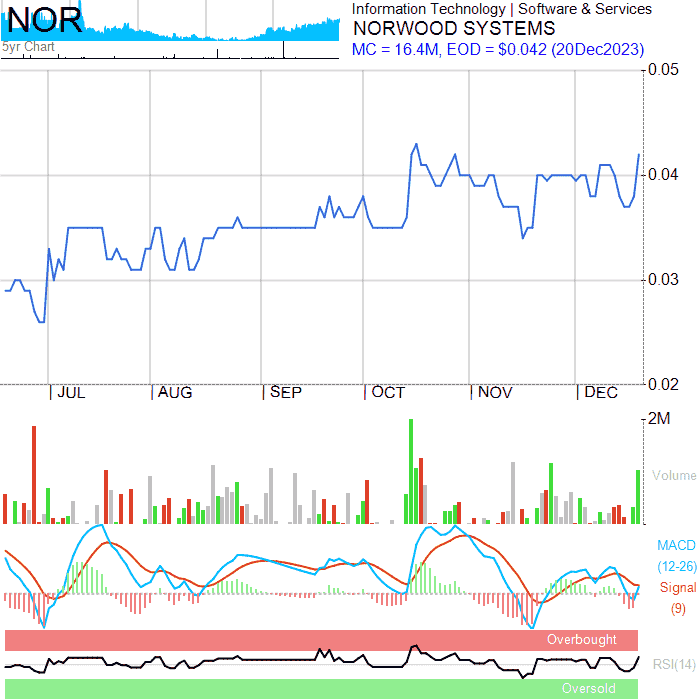 NOR
5yr Chart
Information Technology | Software & Services
NORWOOD SYSTEMS
MC = 16.4M, EOD = $0.042 (20Dec2023)
0.05
0.04
0.03
0.02
JUL
AUG
SEP
OCT
NOV
DEC
2M
Volume
MACD
(12-26)
Signal
(9)
Overbought
RSI(14)
Oversold